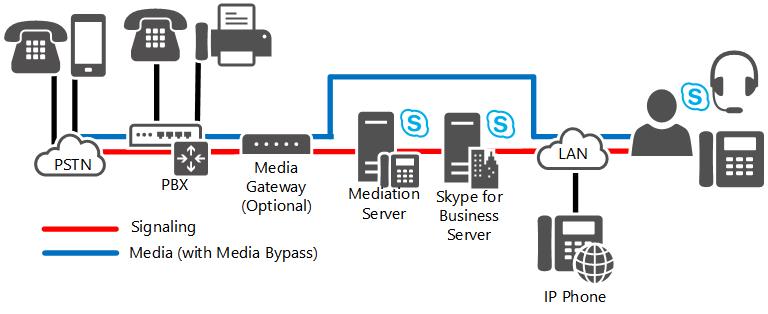 S
S
S
PSTN
PBX
Media
Gateway
(Optional)
Mediation
Server
Skype for
Business
Server
LAN
Signaling
Media (with Media Bypass)
IP Phone